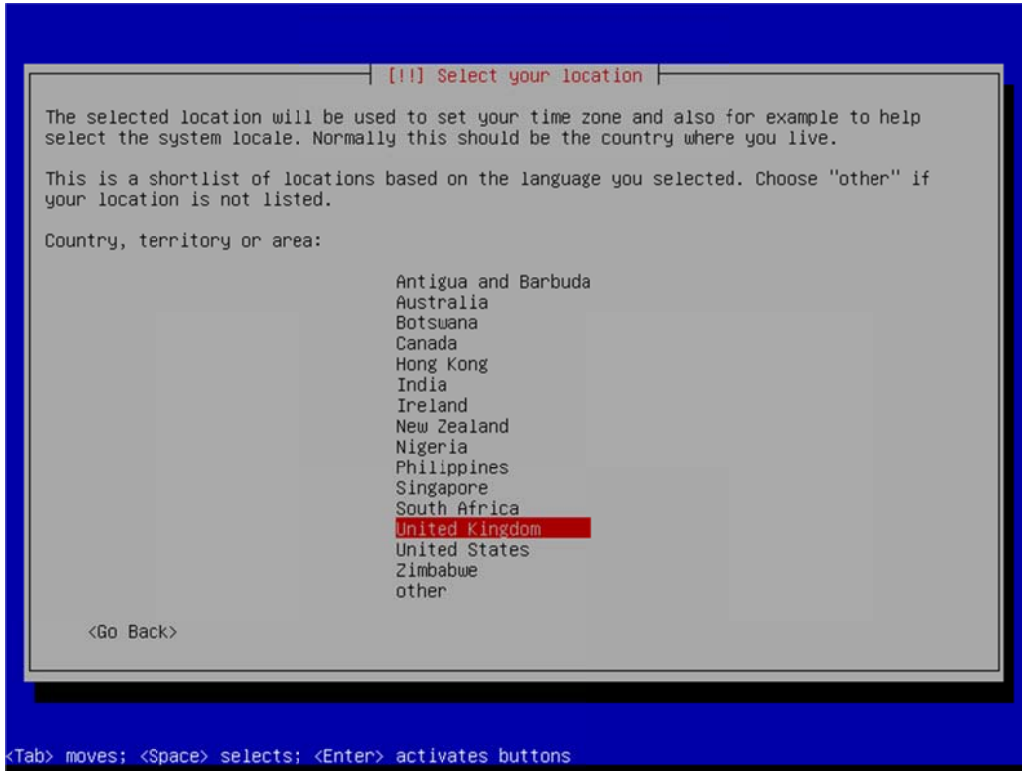 [!!] Select your location
The selected location will be used to set your time zone and also for example to help
select the system locale. Normally this should be the country where you live.
This is a shortlist of locations based on the language you selected. Choose "other" if
your location is not listed.
Country, territory or area:
Antigua and Barbuda
Australia
Botswana
Canada
Hong Kong
India
Ireland
New Zealand
Nigeria
Philippines
Singapore
South Africa
United Kingdom
United States
Zimbabwe
other
<Go Back>
<Tab> moves; <Space> selects; <Enter> activates buttons